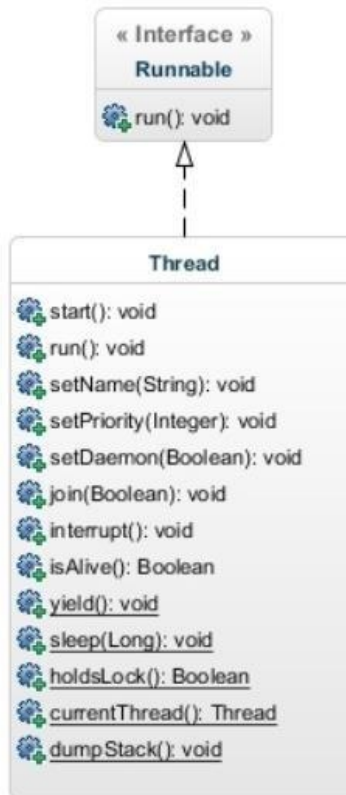 « Interface »
Runnable
run(): void
Thread
start(): void
run(): void
setName(String): void
setPriority(Integer): void
setDaemon(Boolean): void
join(Boolean): void
interrupt(): void
isAlive(): Boolean
yield(): void
sleep(Long): void
holdsLock(): Boolean
currentThread(): Thread
dumpStack(): void